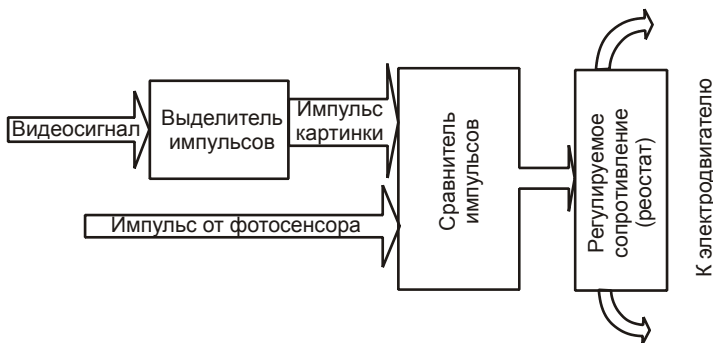 Видеосигнал
Выделитель
импульсов
Импульс
картинки
Импульс от фотосенсора
Сравнитель
импульсов
Регулируемое
сопротивление
(реостат)
К электродвигателю